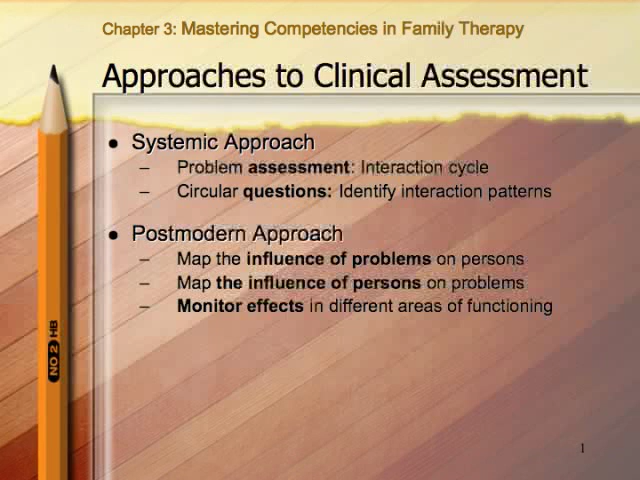 Chapter 3: Mastering Competencies in Family Therapy
Approaches to Clinical Assessment
● Systemic Approach
– Problem assessment: Interaction cycle
– Circular questions: Identify interaction patterns
● Postmodern Approach
– Map the influence of problems on persons
– Map the influence of persons on problems
– Monitor effects in different areas of functioning
NO 2 HB
1